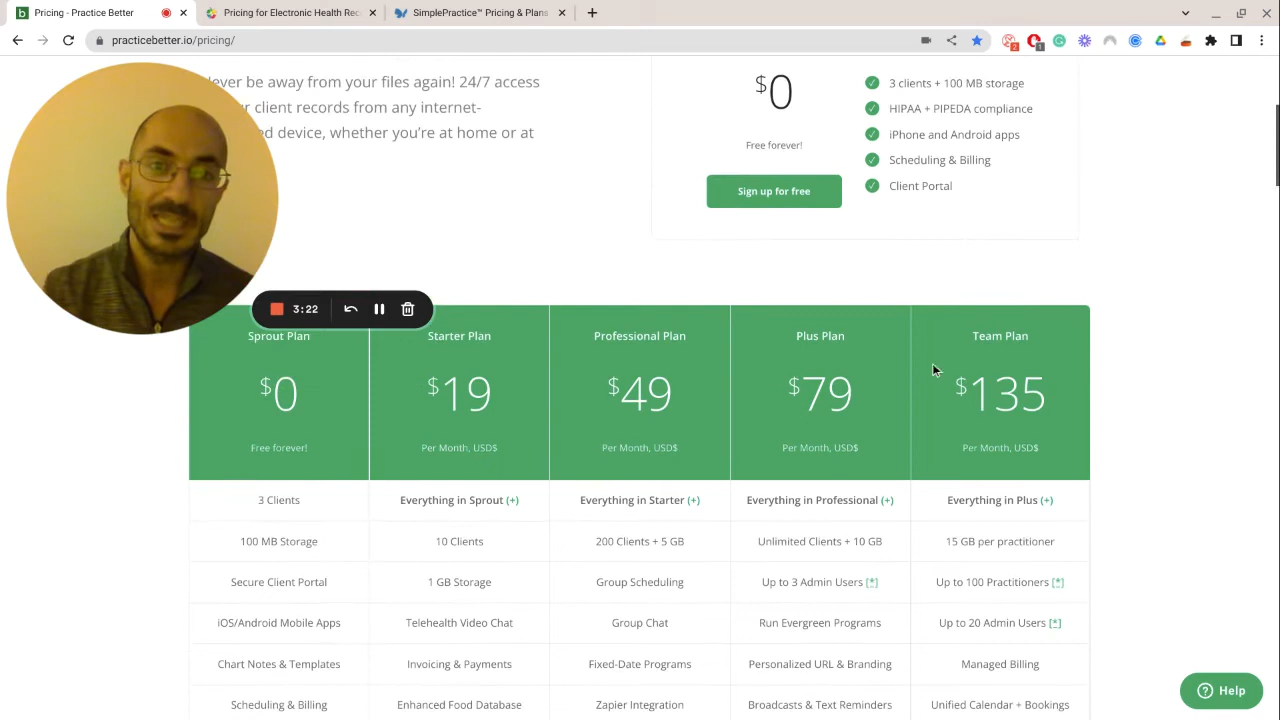 Pricing - Practice Better
Pricing for Electronic Health Rec
SimplePractice™ Pricing & Plans
practicebetter.io/pricing/
2
1
ever be away from your files again! 24/7 access
r client records from any internet-
ed device, whether you're at home or at
$0
Free forever!
Sign up for free
3 clients + 100 MB storage
HIPAA + PIPEDA compliance
iPhone and Android apps
Scheduling & Billing
Client Portal
3:22
Sprout Plan
$0
Free forever!
3 Clients
100 MB Storage
Secure Client Portal
iOS/Android Mobile Apps
Chart Notes & Templates
Scheduling & Billing
Starter Plan
$19
Per Month, USD$
Everything in Sprout (+)
10 Clients
1 GB Storage
Telehealth Video Chat
Invoicing & Payments
Enhanced Food Database
Professional Plan
$49
Per Month, USD$
Everything in Starter (+)
200 Clients + 5 GB
Group Scheduling
Group Chat
Fixed-Date Programs
Zapier Integration
Plus Plan
$79
Per Month, USD$
Everything in Professional (+)
Unlimited Clients + 10 GB
Up to 3 Admin Users [*]
Run Evergreen Programs
Personalized URL & Branding
Broadcasts & Text Reminders
Team Plan
$135
Per Month, USD$
Everything in Plus (+)
15 GB per practitioner
Up to 100 Practitioners [*]
Up to 20 Admin Users [*]
Managed Billing
Unified Calendar + Bookings
Help